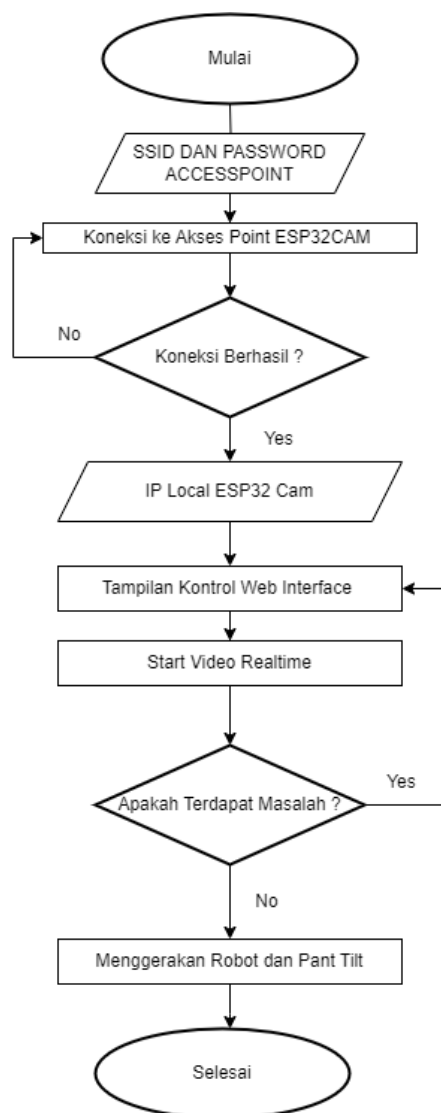 Mulai
SSID DAN PASSWORD
ACCESSPOINT
Koneksi ke Akses Point ESP32CAM
No
Koneksi Berhasil ?
Yes
IP Local ESP32 Cam
Tampilan Kontrol Web Interface
Start Video Realtime
Apakah Terdapat Masalah ?
Yes
No
Menggerakan Robot dan Pant Tilt
Selesai